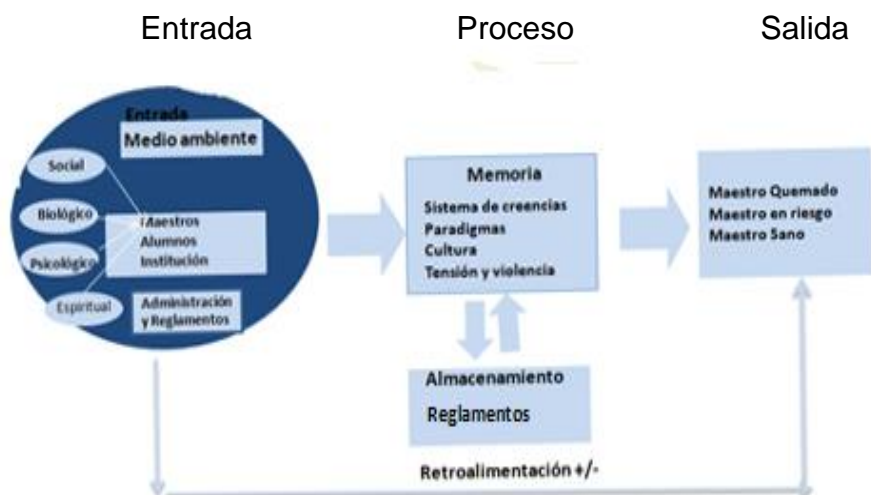 Entrada
Proceso
Salida
Entrada
Medio ambiente
Social
Biológico
Psicológico
Espiritual
Maestros
Alumnos
Institución
Administración
y Reglamentos
Memoria
Sistema de creencias
Paradigmas
Cultura
Tensión y violencia
Almacenamiento
Reglamentos
Maestro Quemado
Maestro en riesgo
Maestro Sano
Retroalimentación +/-